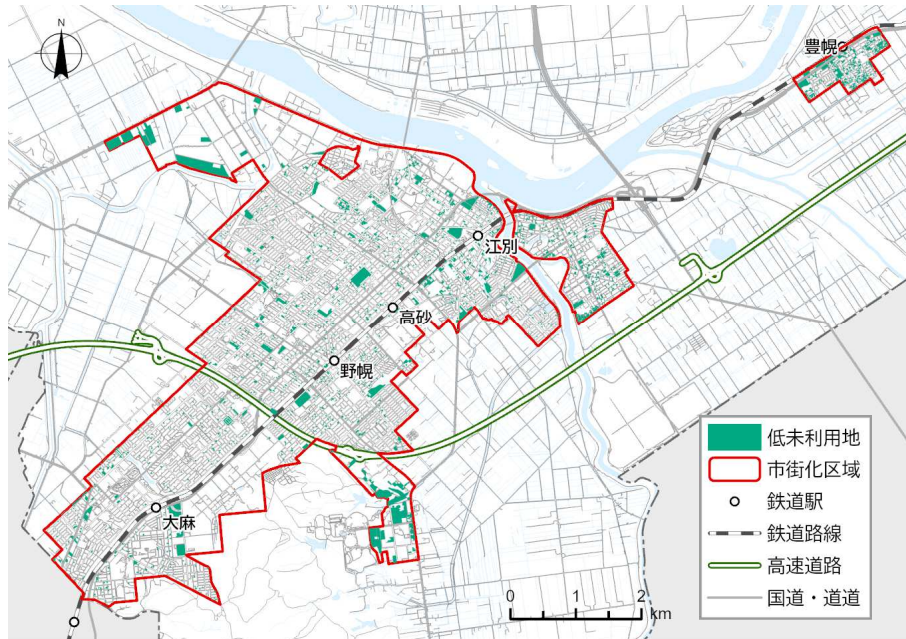 豊幌
江別
高砂
野幌
大麻
低未利用地
市街化区域
鉄道駅
鉄道路線
高速道路
国道・道道
0 1 2
km